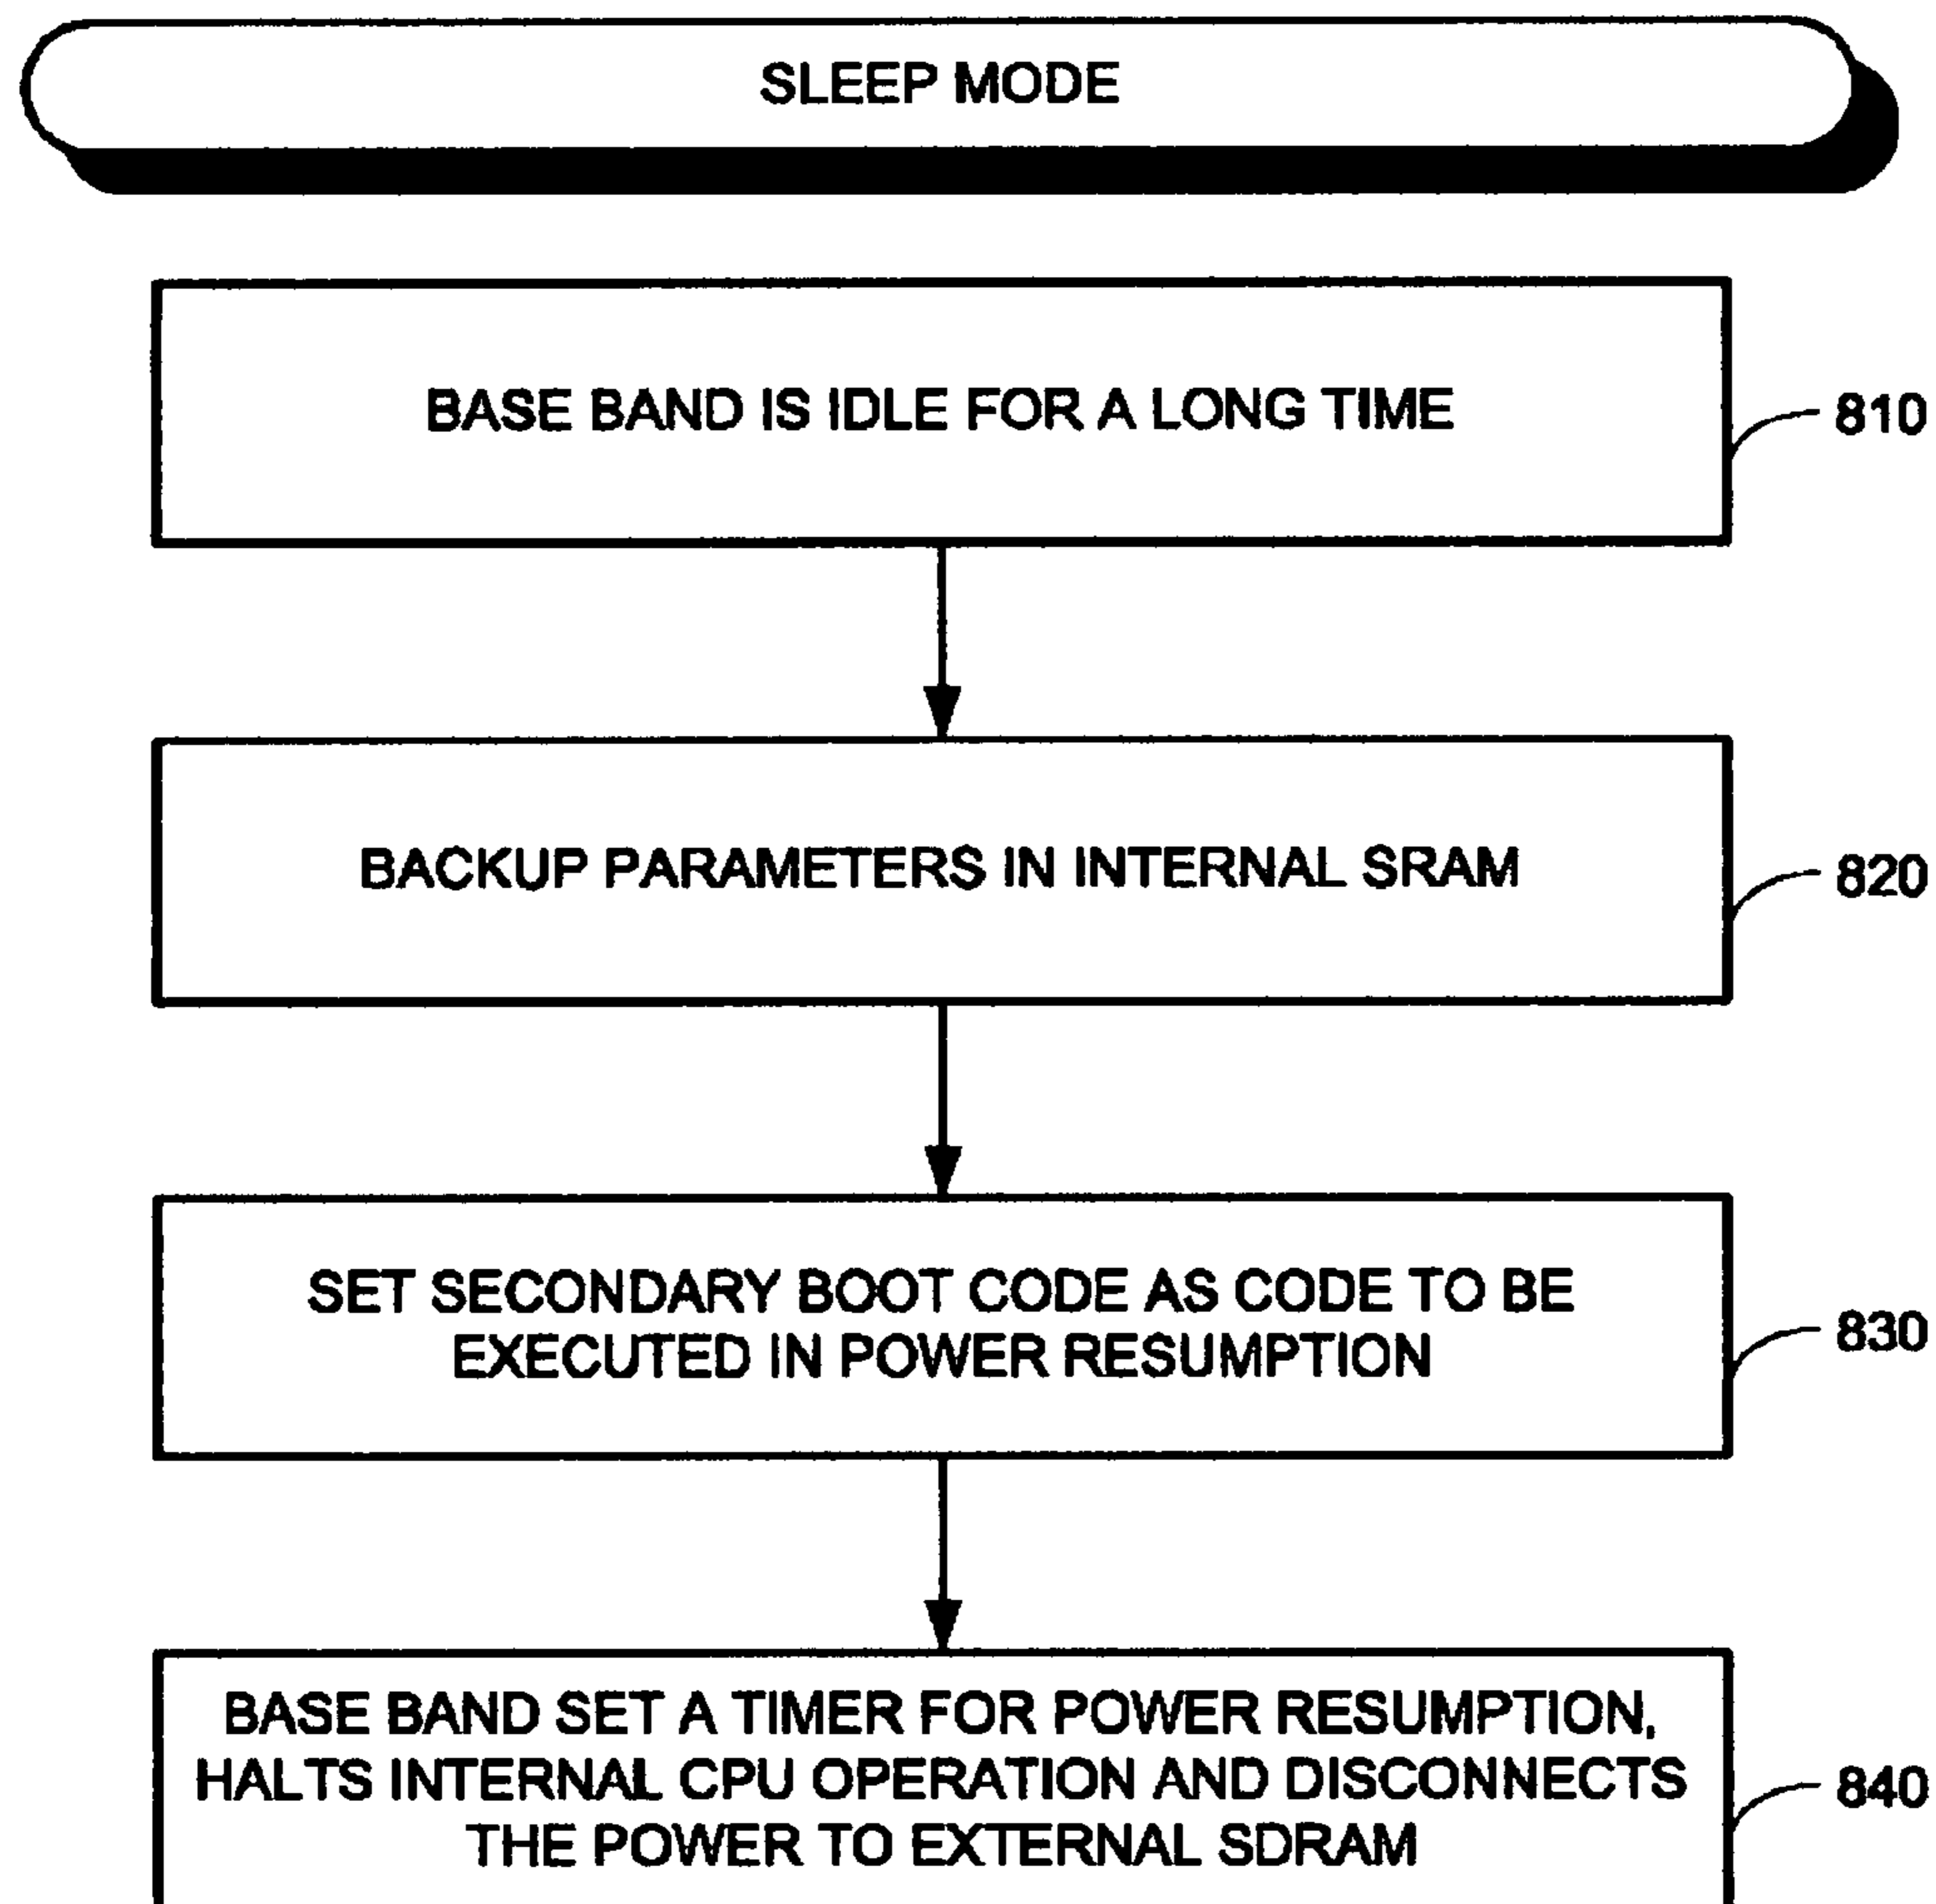 SLEEP MODE
BASE BAND IS IDLE FOR A LONG TIME
810
BACKUP PARAMETERS IN INTERNAL SRAM
820
SET SECONDARY BOOT CODE AS CODE TO BE
EXECUTED IN POWER RESUMPTION
830
BASE BAND SET A TIMER FOR POWER RESUMPTION,
HALTS INTERNAL CPU OPERATION AND DISCONNECTS
THE POWER TO EXTERNAL SDRAM
840